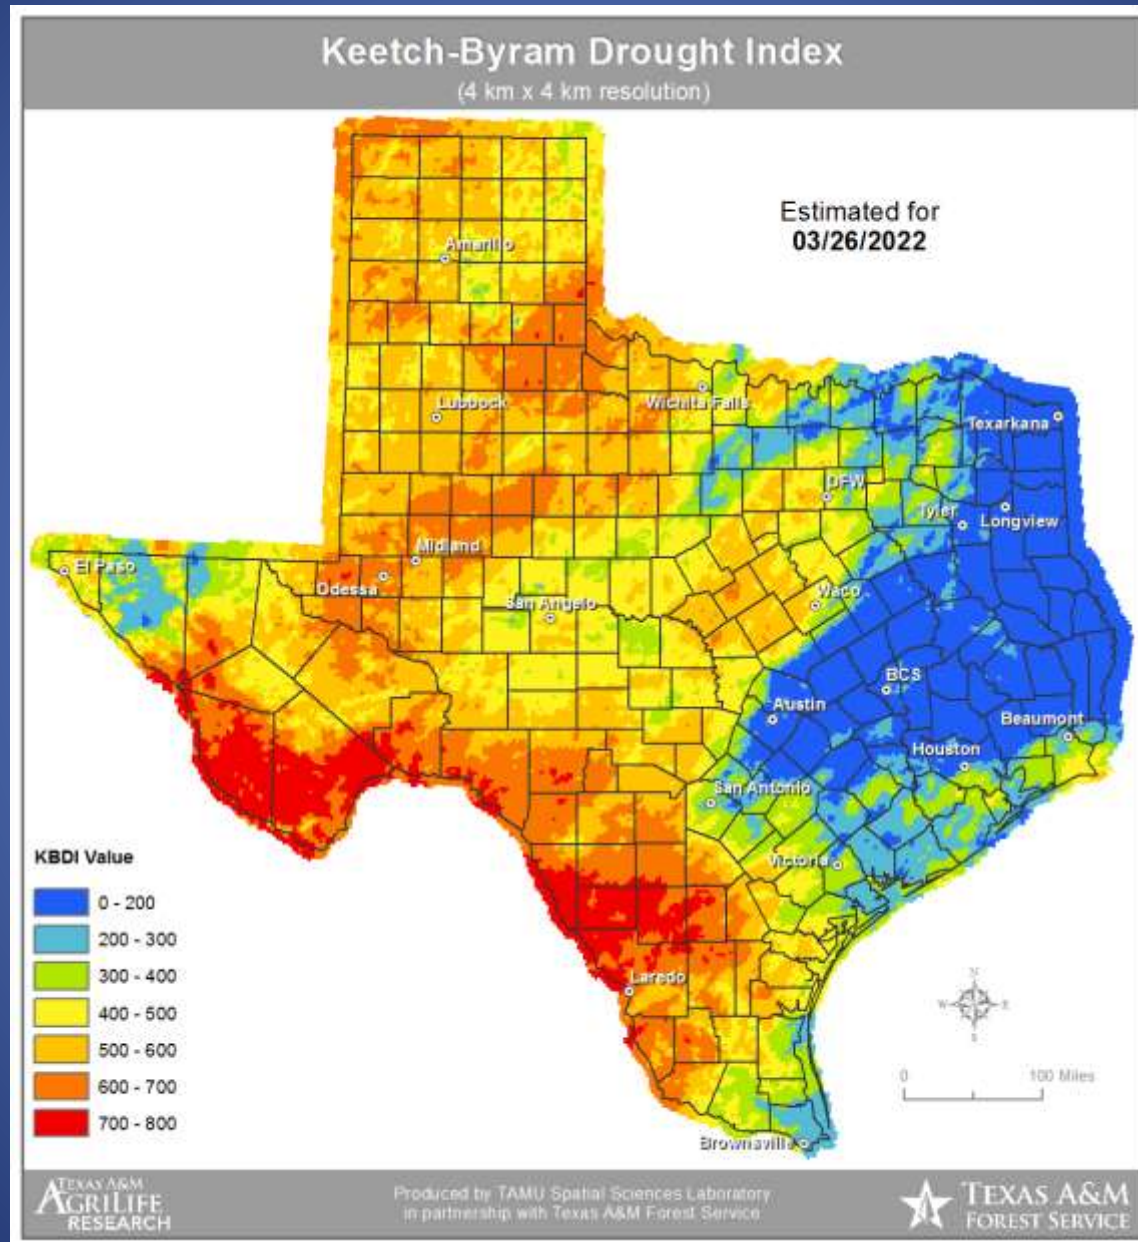 Keetch-Byram Drought Index
(4 km x 4 km resolution)
Estimated for
03/26/2022
Amarillo
Lubbock
Wichita Falls
Texarkana
DFW
Tyler
Longview
Midland
El Paso
Odessa
San Angelo
Waco
BCS
Austin
Beaumont
Houston
San Antonio
Victoria
Laredo
Brownsville
KBDI Value
0 - 200
200 - 300
300 - 400
400 - 500
500 - 600
600 - 700
700 - 800
N
W E
S
0 100 Miles
TEXAS A&M
AGRILIFE
RESEARCH
Produced by TAMU Spatial Sciences Laboratory
in partnership with Texas A&M Forest Service
TEXAS A&M
FOREST SERVICE